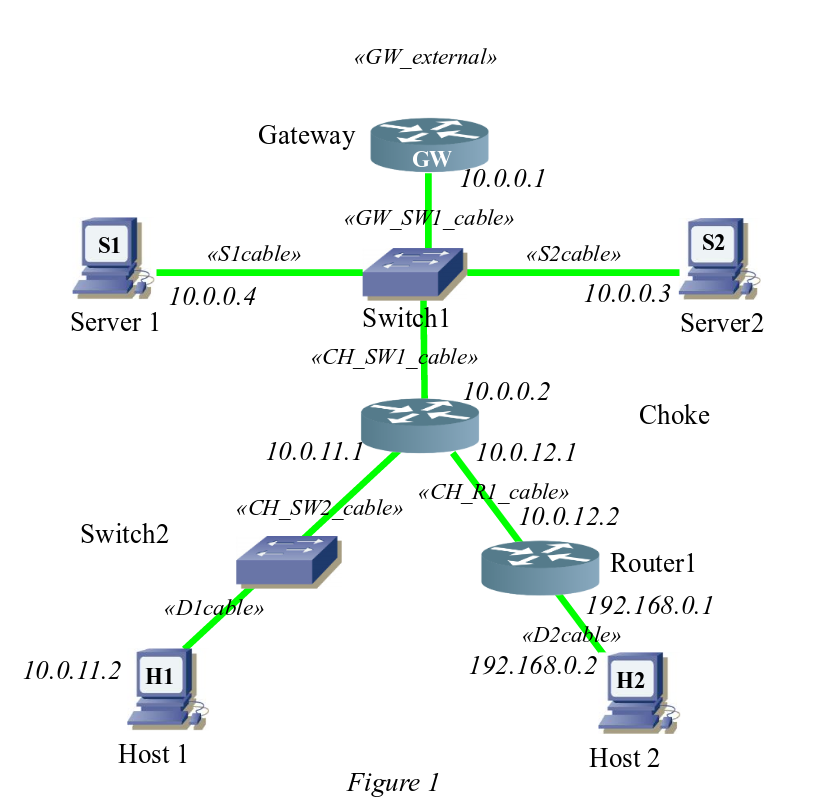 «GW_external»
Gateway
GW
10.0.0.1
«GW_SW1_cable»
S1
«S1cable»
«S2cable»
S2
10.0.0.4
10.0.0.3
Server 1
Switch1
Server2
«CH_SW1_cable»
10.0.0.2
Choke
10.0.11.1
10.0.12.1
«CH_R1_cable»
«CH_SW2_cable»
10.0.12.2
Switch2
Router1
«D1cable»
192.168.0.1
«D2cable»
10.0.11.2
H1
192.168.0.2
H2
Host 1
Host 2
Figure 1